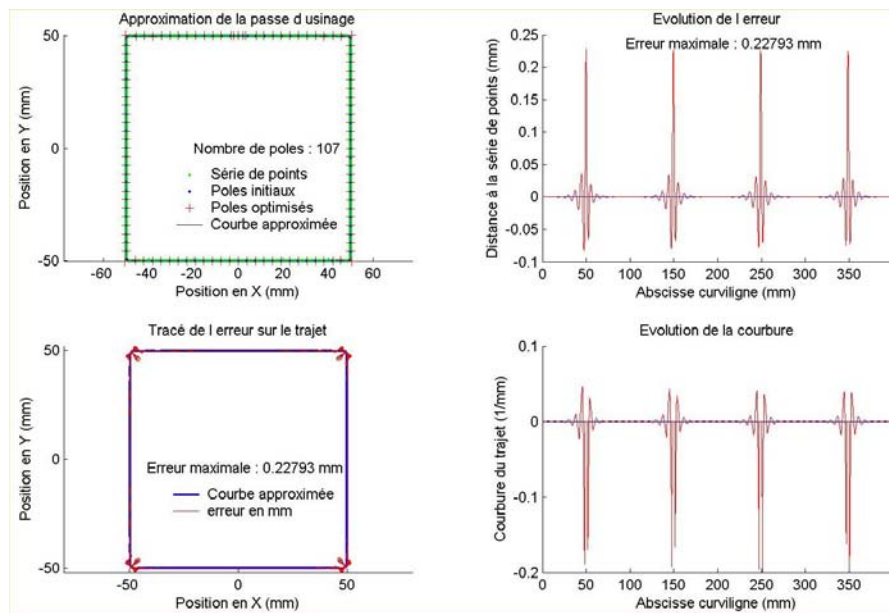 Approximation de la passe d usinage
50
0
-50
Position en Y (mm)
Nombre de poles : 107
Série de points
Poles initiaux
Poles optimisés
Courbe approximée
-60 -40 -20 0 20 40 60
Position en X (mm)
Evolution de l erreur
Erreur maximale : 0.22793 mm
0.25
0.2
0.15
0.1
0.05
0
-0.05
-0.1
Distance à la série de points (mm)
0 50 100 150 200 250 300 350
Abscisse curviligne (mm)
Tracé de l erreur sur le trajet
50
0
-50
Position en Y (mm)
Erreur maximale : 0.22793 mm
Courbe approximée
erreur en mm
-50 0 50
Position en X (mm)
Evolution de la courbure
0.1
0
-0.1
-0.2
Courbure du trajet (1/mm)
0 50 100 150 200 250 300 350
Abscisse curviligne (mm)